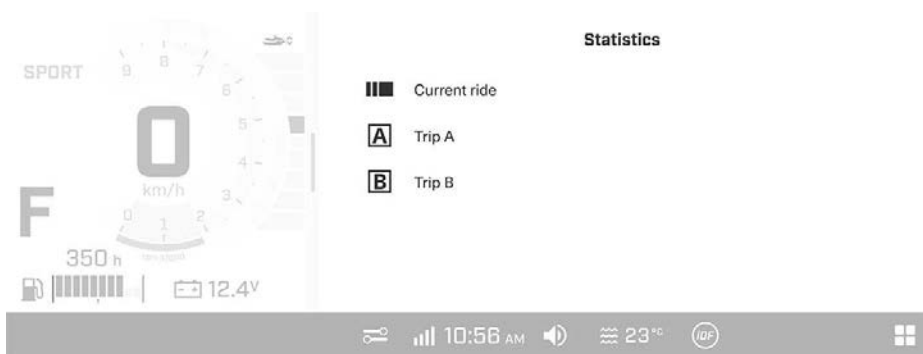 Statistics
SPORT
9 8 7
6
5
4
3
0 1 2
0
km/h
F
350 h
12.4V
Current ride
A Trip A
B Trip B
10:56 AM
23°C
iDF